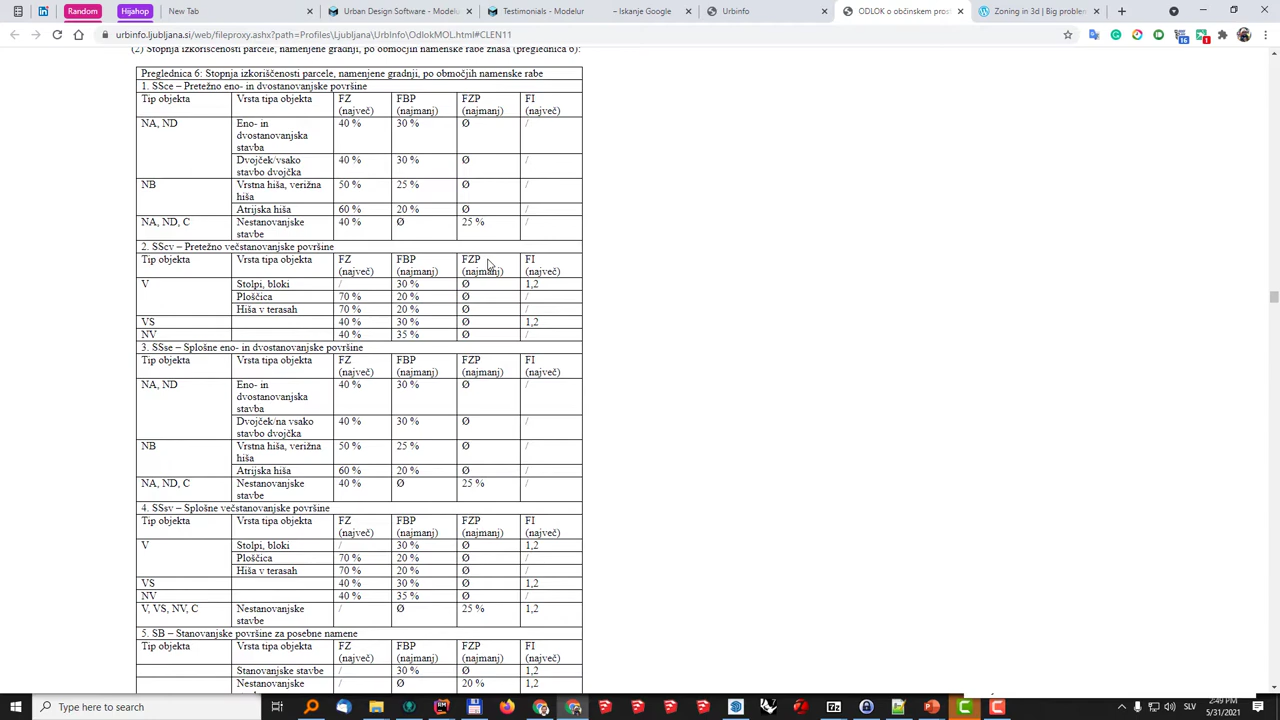 Random
Hijahop
New Tab
Urban Design Software - Modelu
Testimonials - Modelur
– Iskanje Google
Urbinfo
ODLOK o občinskem pros
Zoning in 3d | Big problem
urbinfo.ljubljana.si/web/fileproxy.ashx?path=Profiles\Ljubljana\UrbInfo\OdlokMOL.html#CLEN11
(2) Stopnja izkoriščenosti parcele, namenjene gradnji, po območjih namenske rabe znaša (preglednica 6):
Preglednica 6: Stopnja izkoriščenosti parcele, namenjene gradnji, po območjih namenske rabe
1. SSce – Pretežno eno- in dvostanovanjske površine
Tip objekta Vrsta tipa objekta FZ FBP FZP FI
(največ) (najmanj) (najmanj) (največ)
NA, ND Eno- in 40 % 30 % Ø /
dvostanovanjska
stavba
Dvojček/vsako 40 % 30 % Ø /
stavbo dvojčka
NB Vrstna hiša, verižna 50 % 25 % Ø /
hiša
Atrijska hiša 60 % 20 % Ø /
NA, ND, C Nestanovanjske 40 % Ø 25 % /
stavbe
2. SScv – Pretežno večstanovanjske površine
Tip objekta Vrsta tipa objekta FZ FBP FZP FI
(največ) (najmanj) (najmanj) (največ)
V Stolpi, bloki / 30 % Ø 1,2
Ploščica 70 % 20 % Ø /
Hiša v terasah 70 % 20 % Ø /
VS 40 % 30 % Ø 1,2
NV 40 % 35 % Ø /
3. SSse – Splošne eno- in dvostanovanjske površine
Tip objekta Vrsta tipa objekta FZ FBP FZP FI
(največ) (najmanj) (najmanj) (največ)
NA, ND Eno- in 40 % 30 % Ø /
dvostanovanjska
stavba
Dvojček/na vsako 40 % 30 % Ø /
stavbo dvojčka
NB Vrstna hiša, verižna 50 % 25 % Ø /
hiša
Atrijska hiša 60 % 20 % Ø /
NA, ND, C Nestanovanjske 40 % Ø 25 % /
stavbe
4. SSsv – Splošne večstanovanjske površine
Tip objekta Vrsta tipa objekta FZ FBP FZP FI
(največ) (najmanj) (najmanj) (največ)
V Stolpi, bloki / 30 % Ø 1,2
Ploščica 70 % 20 % Ø /
Hiša v terasah 70 % 20 % Ø /
VS 40 % 30 % Ø 1,2
NV 40 % 35 % Ø /
V, VS, NV, C Nestanovanjske / Ø 25 % 1,2
stavbe
5. SB – Stanovanjske površine za posebne namene
Tip objekta Vrsta tipa objekta FZ FBP FZP FI
(največ) (najmanj) (najmanj) (največ)
Stanovanjske stavbe / 30 % Ø 1,2
Nestanovanjske / Ø 20 % 1,2
Type here to search
SLV
2:49 PM
5/31/2021